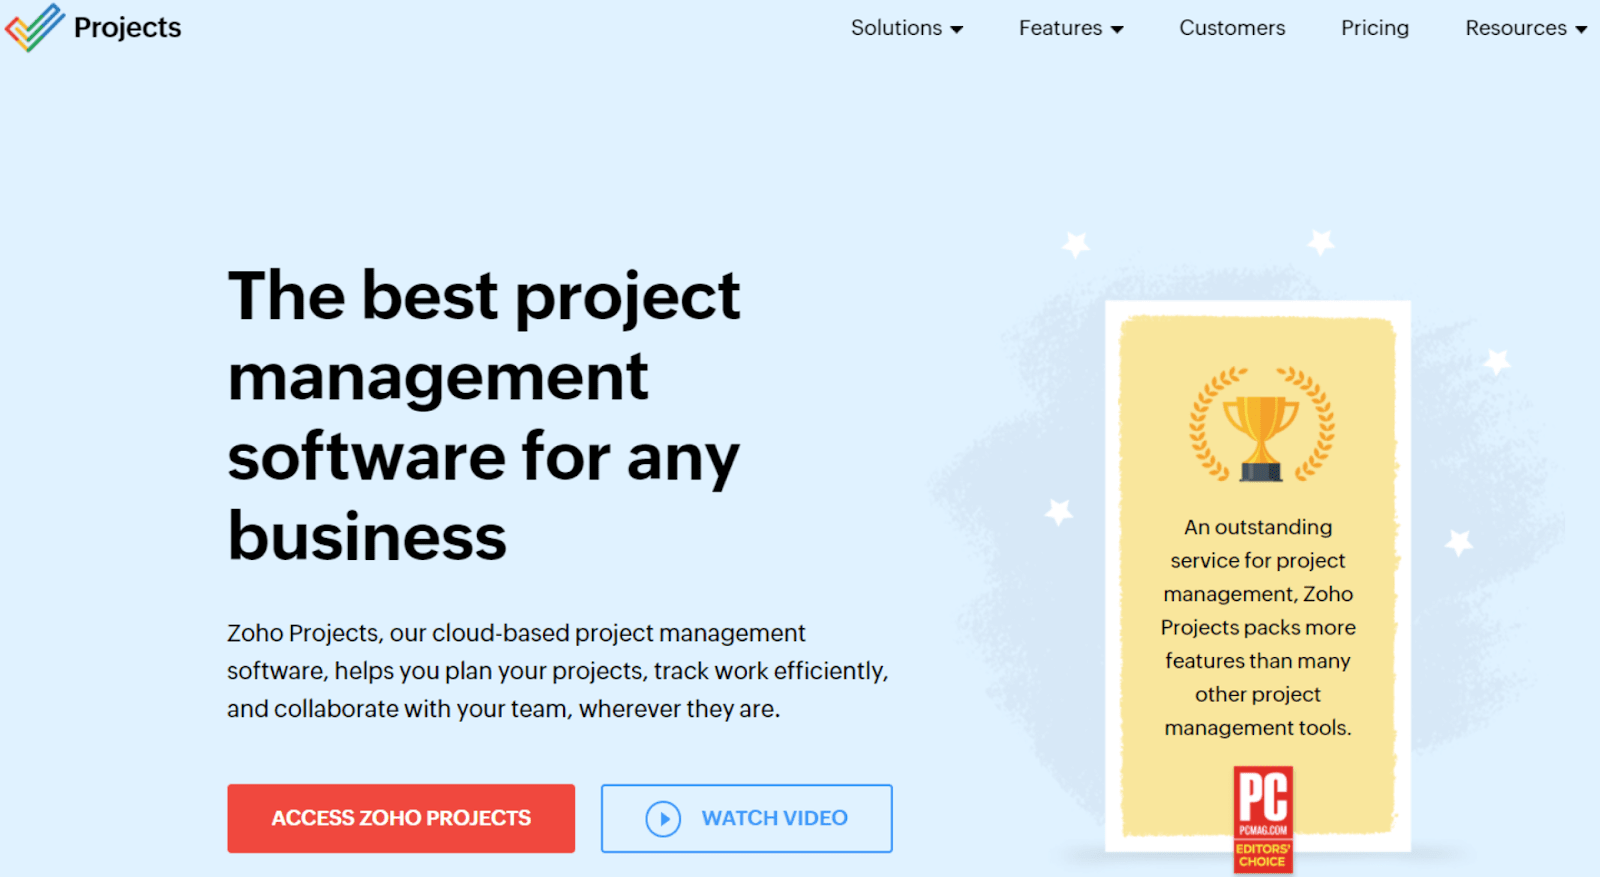 Projects
Solutions
Features
Customers
Pricing
Resources
The best project
management
software for any
business
Zoho Projects, our cloud-based project management
software, helps you plan your projects, track work efficiently,
and collaborate with your team, wherever they are.
ACCESS ZOHO PROJECTS
WATCH VIDEO
An outstanding
service for project
management, Zoho
Projects packs more
features than many
other project
management tools.
PC
PCMAG.COM
EDITORS'
CHOICE